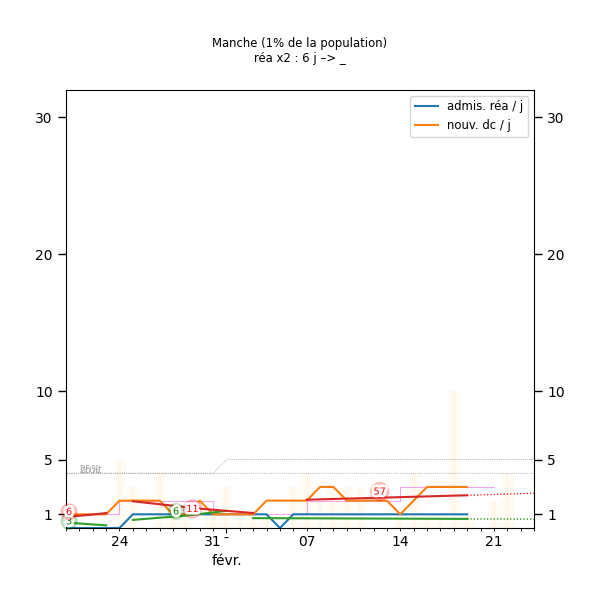 Manche (1% de la population)
réa x2 : 6 j –> _
admis. réa / j
nouv. dc / j
30 30
20 20
10 10
5 5
57
6 6 11
3
1 1
24 31 - 07 14 21
févr.